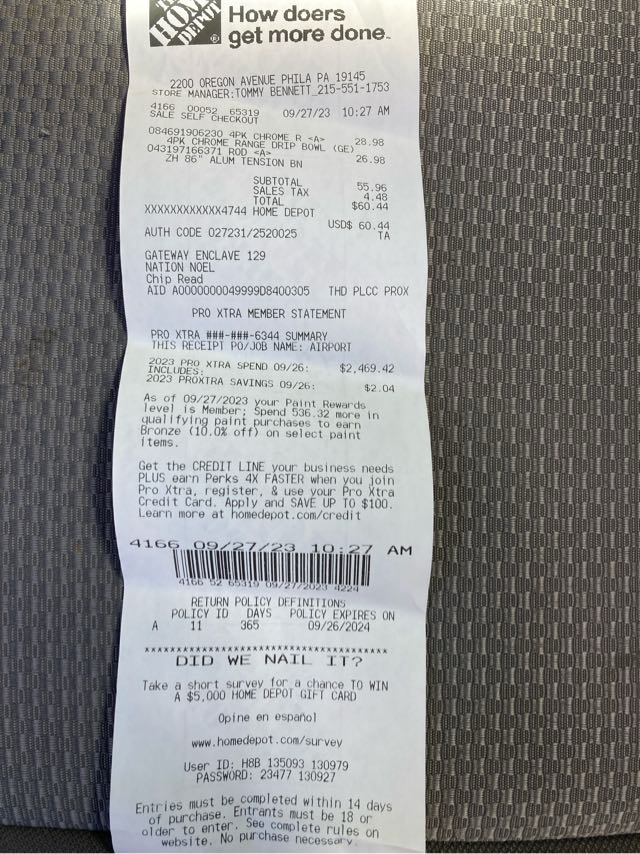 THE
HOME
DEPOT
How doers
get more done.
2200 OREGON AVENUE PHILA PA 19145
STORE MANAGER:TOMMY BENNETT 215-551-1753
4166 00052 65319 09/27/23 10:27 AM
SALE SELF CHECKOUT
084691906230 4PK CHROME R <A> 28.98
4PK CHROME RANGE DRIP BOWL (GE)
043197166371 ROD <A> 26.98
ZH 86" ALUM TENSION BN
SUBTOTAL 55.96
SALES TAX 4.48
TOTAL $60.44
XXXXXXXXXXXX4744 HOME DEPOT
USD$ 60.44
AUTH CODE 027231/2520025 TA
GATEWAY ENCLAVE 129
NATION NOEL
Chip Read
AID A0000000049999D8400305 THD PLCC PROX
PRO XTRA MEMBER STATEMENT
PRO XTRA ###-###-6344 SUMMARY
THIS RECEIPT PO/JOB NAME: AIRPORT
2023 PRO XTRA SPEND 09/26: $2,469.42
INCLUDES:
2023 PROXTRA SAVINGS 09/26: $2.04
As of 09/27/2023 your Paint Rewards
level is Member; Spend 536.32 more in
qualifying paint purchases to earn
Bronze (10.0% off) on select paint
items.
Get the CREDIT LINE your business needs
PLUS earn Perks 4X FASTER when you join
Pro Xtra, register, & use your Pro Xtra
Credit Card. Apply and SAVE UP TO $100.
Learn more at homedepot.com/credit
4166 09/27/23 10:27 AM
4166 52 65319 09/27/2023 4224
RETURN POLICY DEFINITIONS
POLICY ID DAYS POLICY EXPIRES ON
A 11 365 09/26/2024
****************************************
DID WE NAIL IT?
Take a short survey for a chance TO WIN
A $5,000 HOME DEPOT GIFT CARD
Opine en español
www.homedepot.com/survey
User ID: H8B 135093 130979
PASSWORD: 23477 130927
Entries must be completed within 14 days
of purchase. Entrants must be 18 or
older to enter. See complete rules on
website. No purchase necessary.